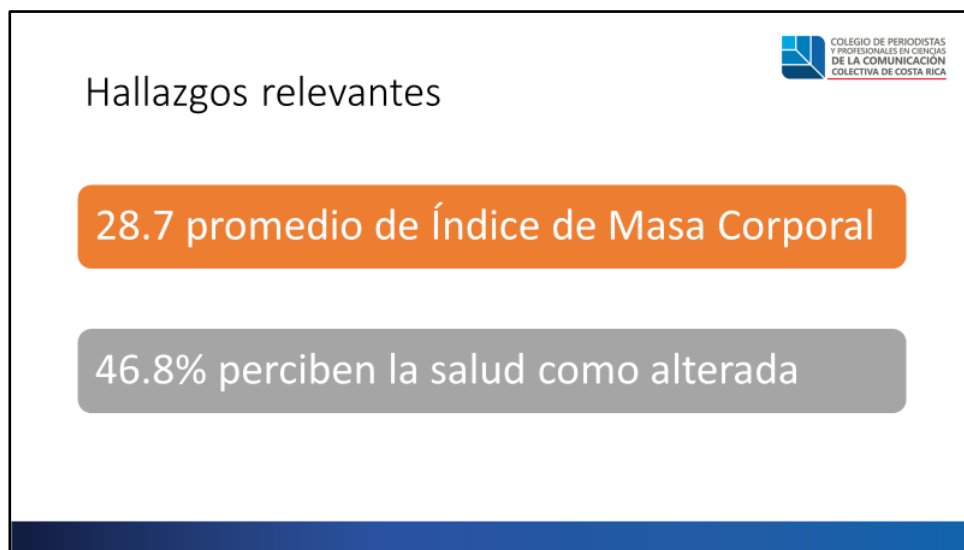 COLEGIO DE PERIODISTAS
Y PROFESIONALES EN CIENCIAS
DE LA COMUNICACIÓN
COLECTIVA DE COSTA RICA
Hallazgos relevantes
28.7 promedio de Índice de Masa Corporal
46.8% perciben la salud como alterada